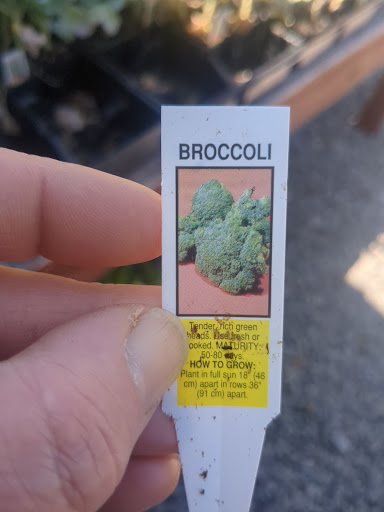 BROCCOLI
Tender, rich green
heads. Use fresh or
cooked. MATURITY:
50-80 days.
HOW TO GROW:
Plant in full sun 18" (46
cm) apart in rows 36"
(91 cm) apart.